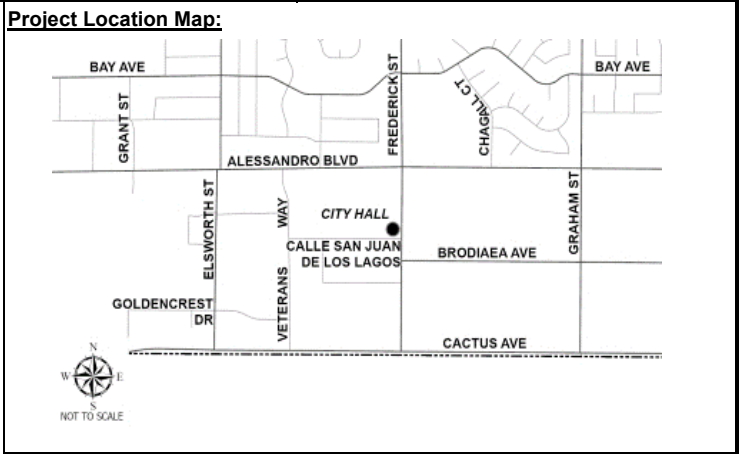 Project Location Map:
BAY AVE
BAY AVE
GRANT ST
FREDERICK ST
CHAGALL CT
ALESSANDRO BLVD
ELSWORTH ST
VETERANS WAY
CITY HALL
GRAHAM ST
CALLE SAN JUAN
DE LOS LAGOS
BRODIAEA AVE
GOLDENCREST
DR
CACTUS AVE
N
W
E
S
NOT TO SCALE